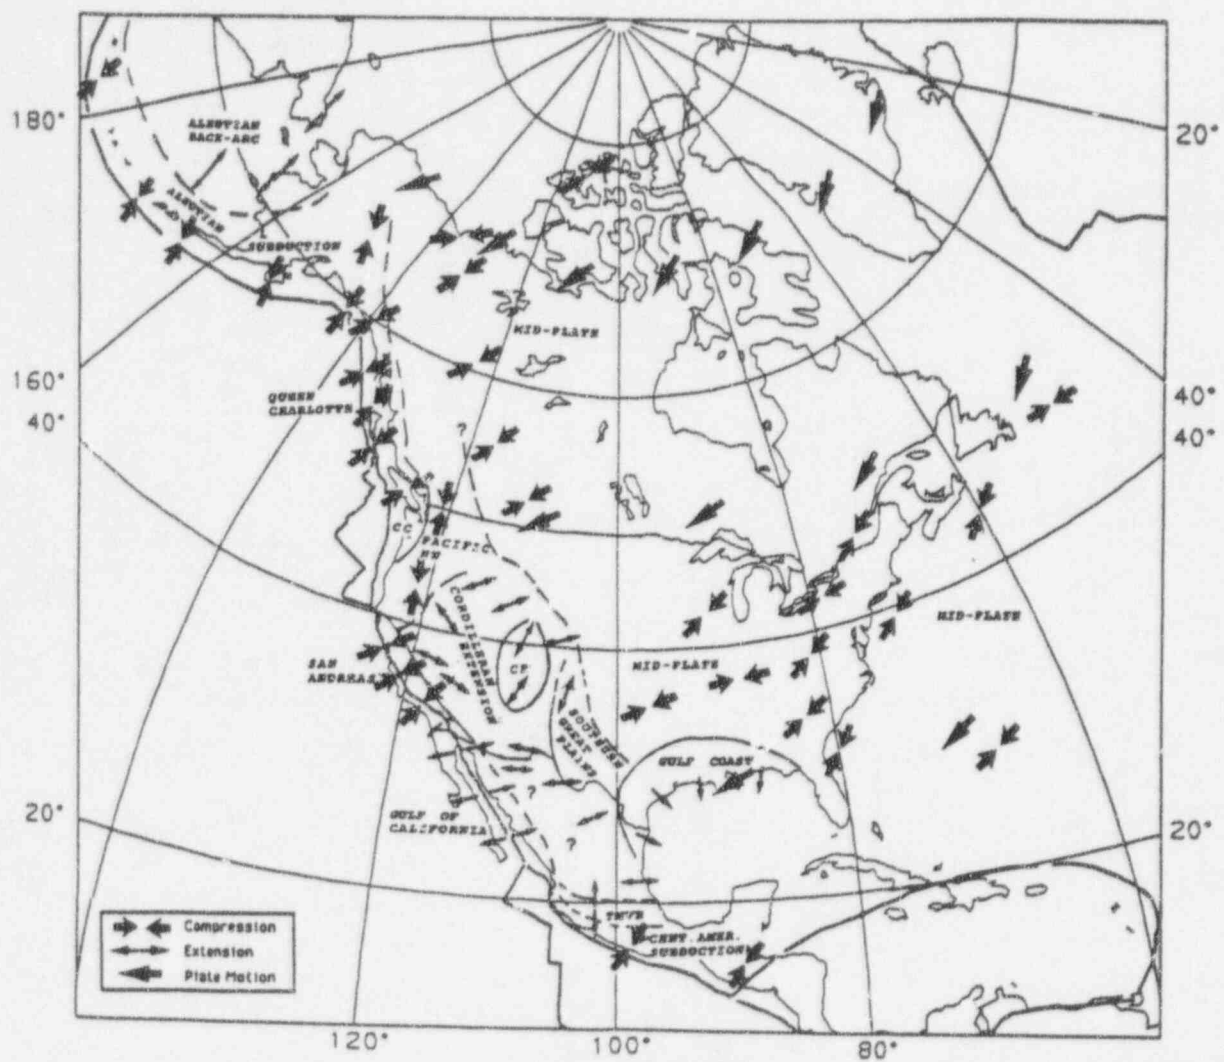 180°
20°
ALEUTIAN
BACK-ARC
ALEUTIAN
SUBDUCTION
MID-PLATE
160°
40°
QUEEN
CHARLOTTE
40°
40°
?
CC
PACIFIC
NW
CORDILLERAN
EXTENSION
CP
SAN
ANDREAS
MID-PLATE
MID-PLATE
SOUTHERN
GREAT
PLAINS
GULF COAST
?
GULF OF
CALIFORNIA
?
20°
20°
TMVB
CENT. AMER.
SUBDUCTION
Compression
Extension
Plate Motion
120°
100°
80°